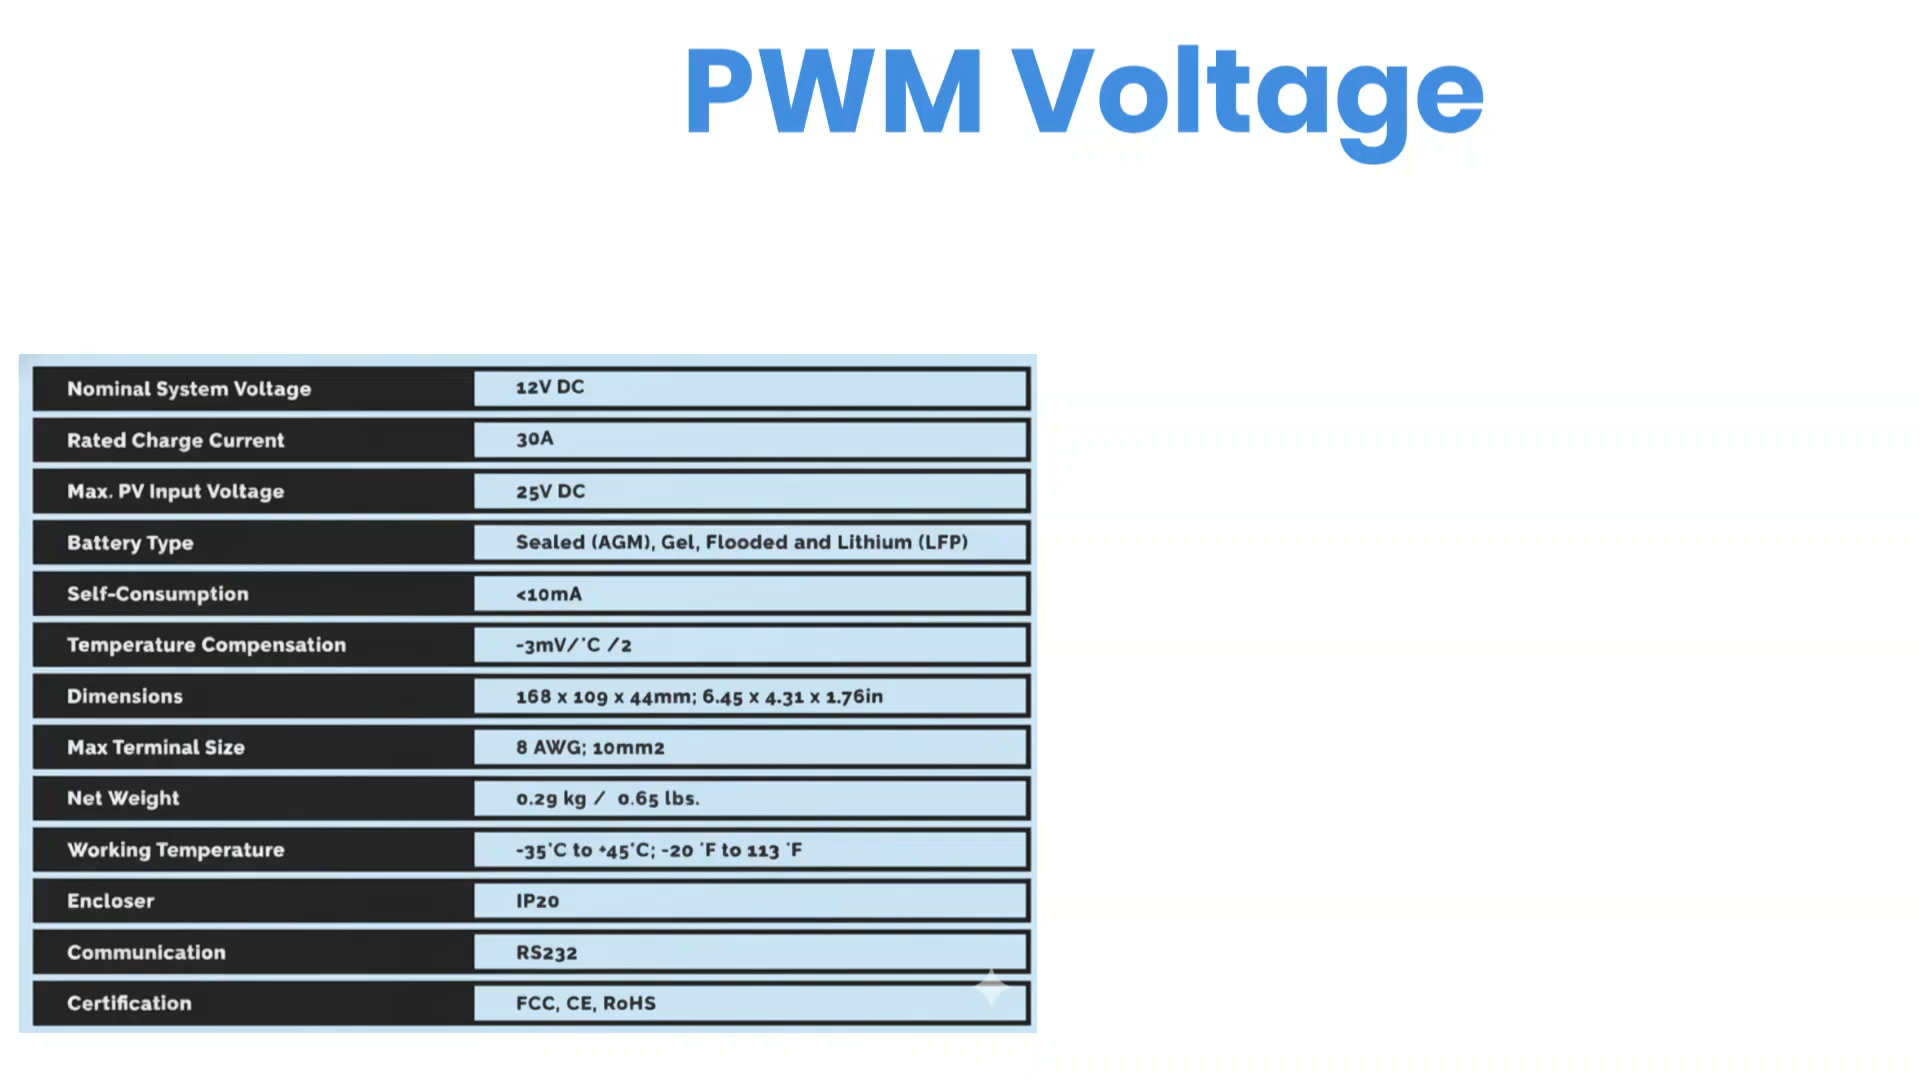 PWM Voltage
Nominal System Voltage 12V DC
Rated Charge Current 30A
Max. PV Input Voltage 25V DC
Battery Type Sealed (AGM), Gel, Flooded and Lithium (LFP)
Self-Consumption <10mA
Temperature Compensation -3mV/°C /2
Dimensions 168 x 109 x 44mm; 6.45 x 4.31 x 1.76in
Max Terminal Size 8 AWG; 10mm2
Net Weight 0.29 kg / 0.65 lbs.
Working Temperature -35°C to +45°C; -20 °F to 113 °F
Encloser IP20
Communication RS232
Certification FCC, CE, RoHS